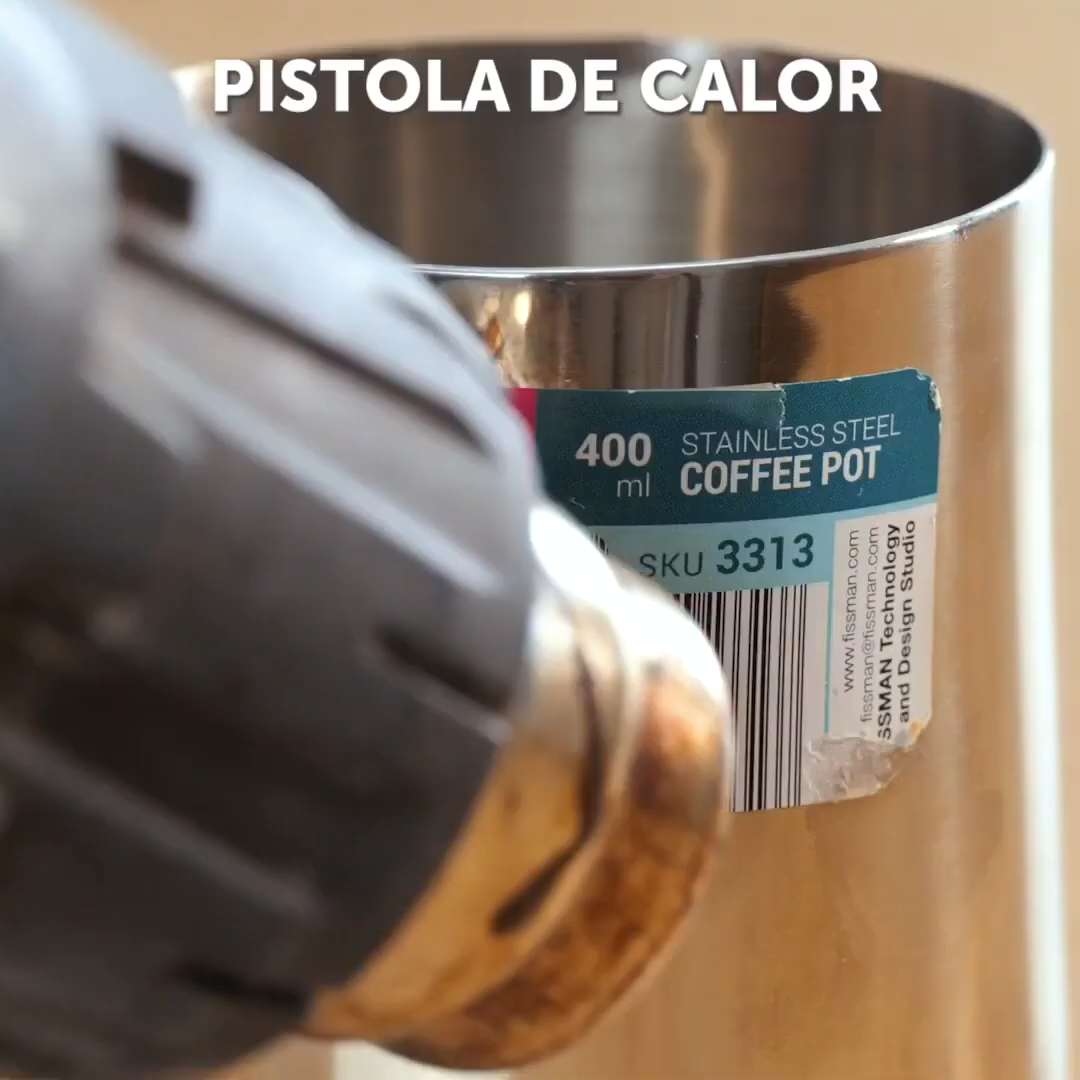 PISTOLA DE CALOR
400
ml
STAINLESS STEEL
COFFEE POT
SKU 3313
www.fissman.com
fissman@fissman.com
SSMAN Technology
and Design Studio